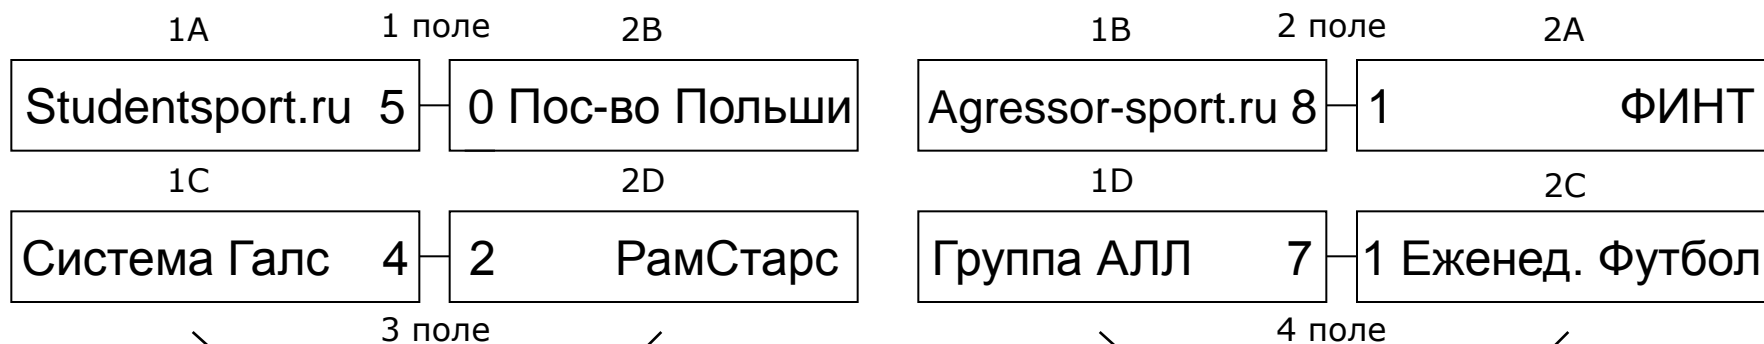 1A 1 поле 2B 1B 2 поле 2A
Studentsport.ru 5 0 Пос-во Польши Agressor-sport.ru 8 1 ФИНТ
1C 2D 1D 2C
Система Галс 4 2 РамСтарс Группа АЛЛ 7 1 Еженед. Футбол
3 поле 4 поле